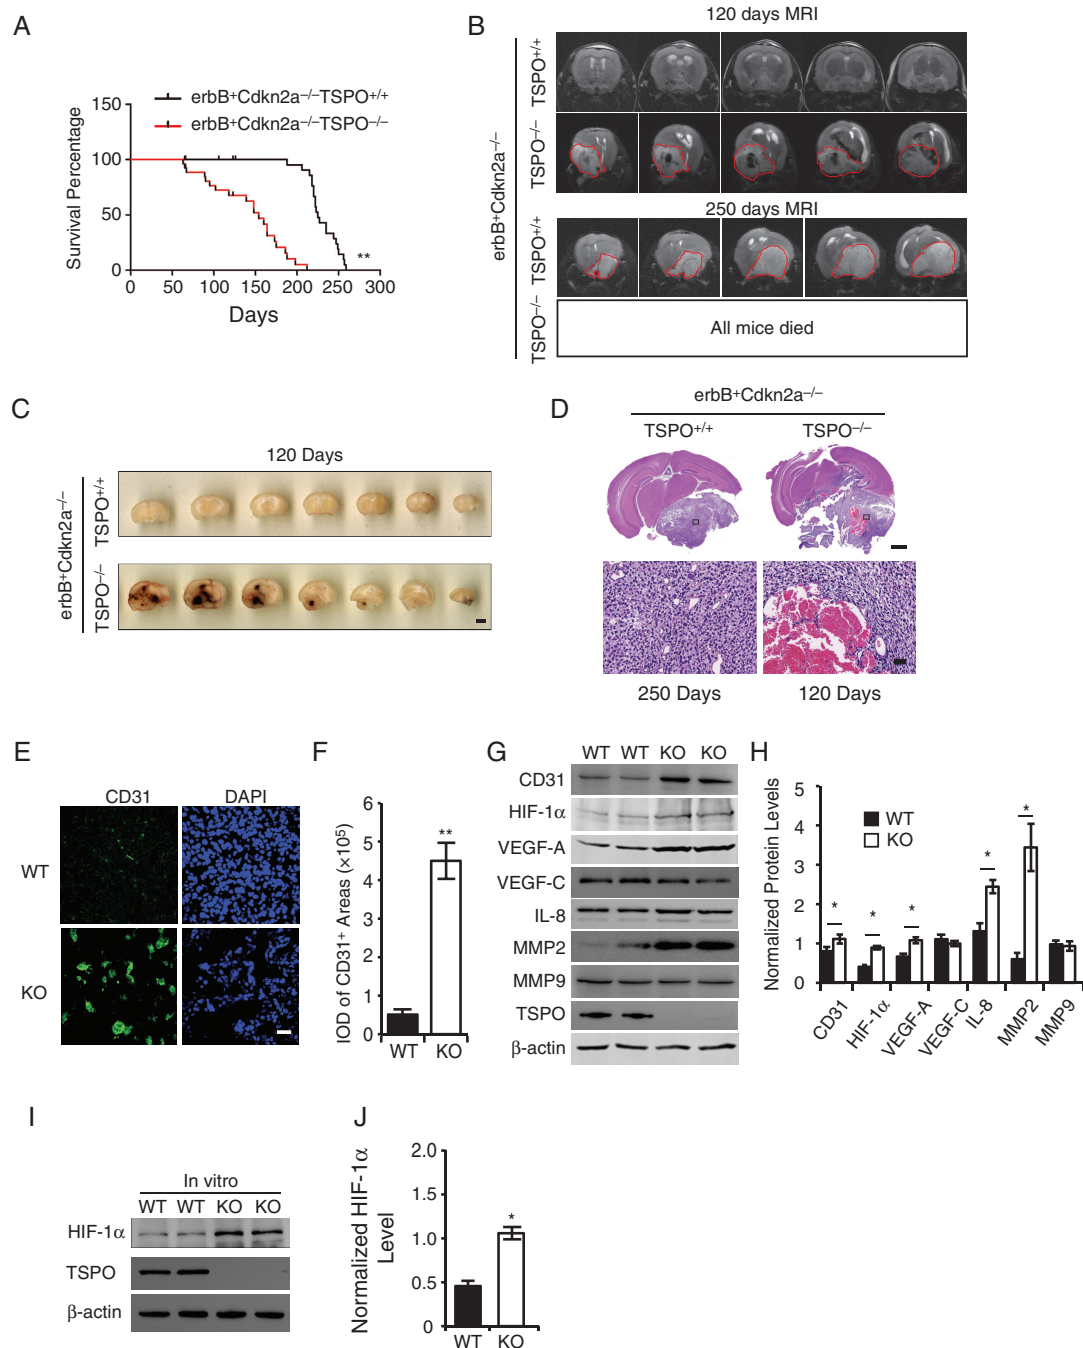 A
erbB+Cdkn2a−/−TSPO+/+
erbB+Cdkn2a−/−TSPO−/−
Survival Percentage
150
100
50
0
**
0 50 100 150 200 250 300
Days
B
120 days MRI
erbB+Cdkn2a−/−
TSPO+/+
TSPO−/−
250 days MRI
TSPO+/+
TSPO−/−
All mice died
C
120 Days
erbB+Cdkn2a−/−
TSPO+/+
TSPO−/−
D
erbB+Cdkn2a−/−
TSPO+/+ TSPO−/−
250 Days 120 Days
E
CD31 DAPI
WT
KO
F
IOD of CD31+ Areas (×10⁵)
6
5
4
3
2
1
0
**
WT KO
G
WT WT KO KO
CD31
HIF-1α
VEGF-A
VEGF-C
IL-8
MMP2
MMP9
TSPO
β-actin
H
Normalized Protein Levels
5
4
3
2
1
0
WT
KO
* * * * *
CD31 HIF-1α VEGF-A VEGF-C IL-8 MMP2 MMP9
I
In vitro
WT WT KO KO
HIF-1α
TSPO
β-actin
J
Normalized HIF-1α
Level
2.0
1.5
1.0
0.5
0
*
WT KO